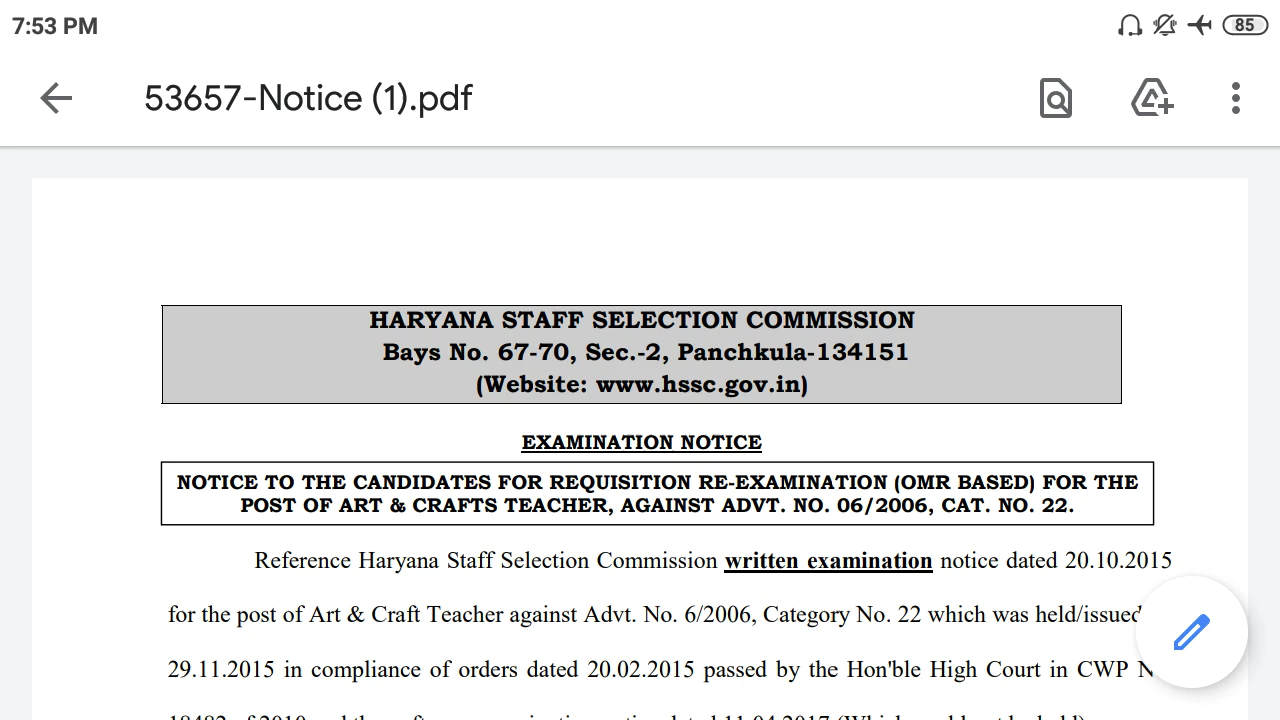 7:53 PM
85
53657-Notice (1).pdf
HARYANA STAFF SELECTION COMMISSION
Bays No. 67-70, Sec.-2, Panchkula-134151
(Website: www.hssc.gov.in)
EXAMINATION NOTICE
NOTICE TO THE CANDIDATES FOR REQUISITION RE-EXAMINATION (OMR BASED) FOR THE
POST OF ART & CRAFTS TEACHER, AGAINST ADVT. NO. 06/2006, CAT. NO. 22.
Reference Haryana Staff Selection Commission written examination notice dated 20.10.2015
for the post of Art & Craft Teacher against Advt. No. 6/2006, Category No. 22 which was held/issued
29.11.2015 in compliance of orders dated 20.02.2015 passed by the Hon'ble High Court in CWP